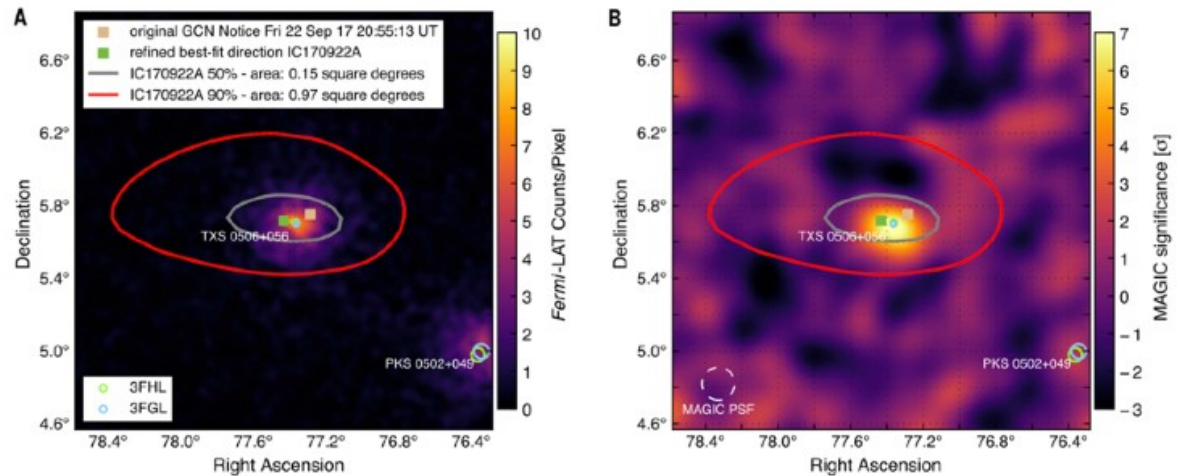 A
original GCN Notice Fri 22 Sep 17 20:55:13 UT
refined best-fit direction IC170922A
IC170922A 50% - area: 0.15 square degrees
IC170922A 90% - area: 0.97 square degrees
6.6°
6.2°
5.8°
5.4°
5.0°
4.6°
Declination
TXS 0506+056
PKS 0502+049
3FHL
3FGL
78.4°
78.0°
77.6°
77.2°
76.8°
76.4°
Right Ascension
10
9
8
7
6
5
4
3
2
1
0
Fermi-LAT Counts/Pixel
B
6.6°
6.2°
5.8°
5.4°
5.0°
4.6°
Declination
TXS 0506+056
PKS 0502+049
MAGIC PSF
78.4°
78.0°
77.6°
77.2°
76.8°
76.4°
Right Ascension
7
6
5
4
3
2
1
0
−1
−2
−3
MAGIC significance [σ]